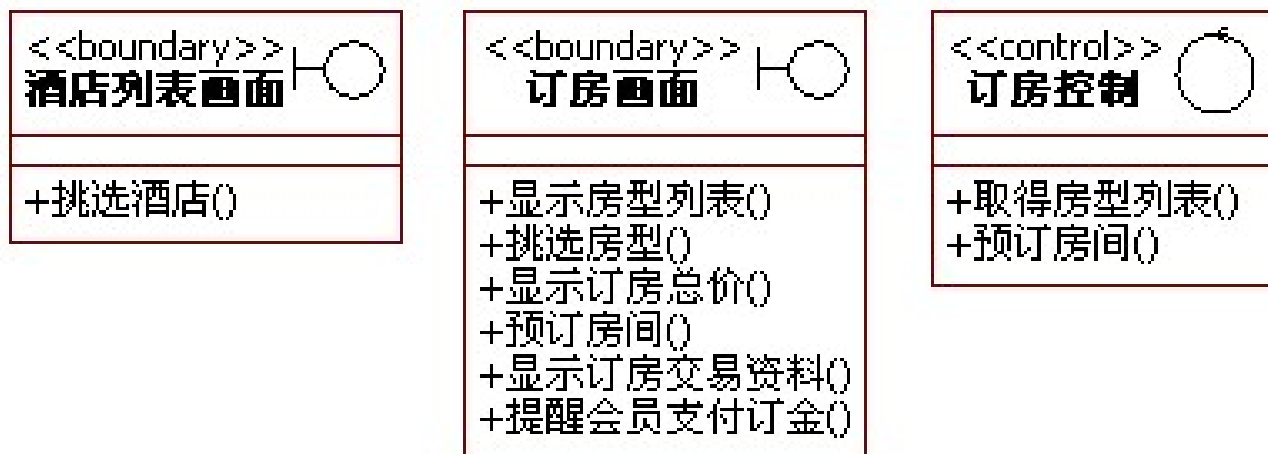 <<boundary>>
酒店列表画面
+挑选酒店()
<<boundary>>
订房画面
+显示房型列表()
+挑选房型()
+显示订房总价()
+预订房间()
+显示订房交易资料()
+提醒会员支付订金()
<<control>>
订房控制
+取得房型列表()
+预订房间()